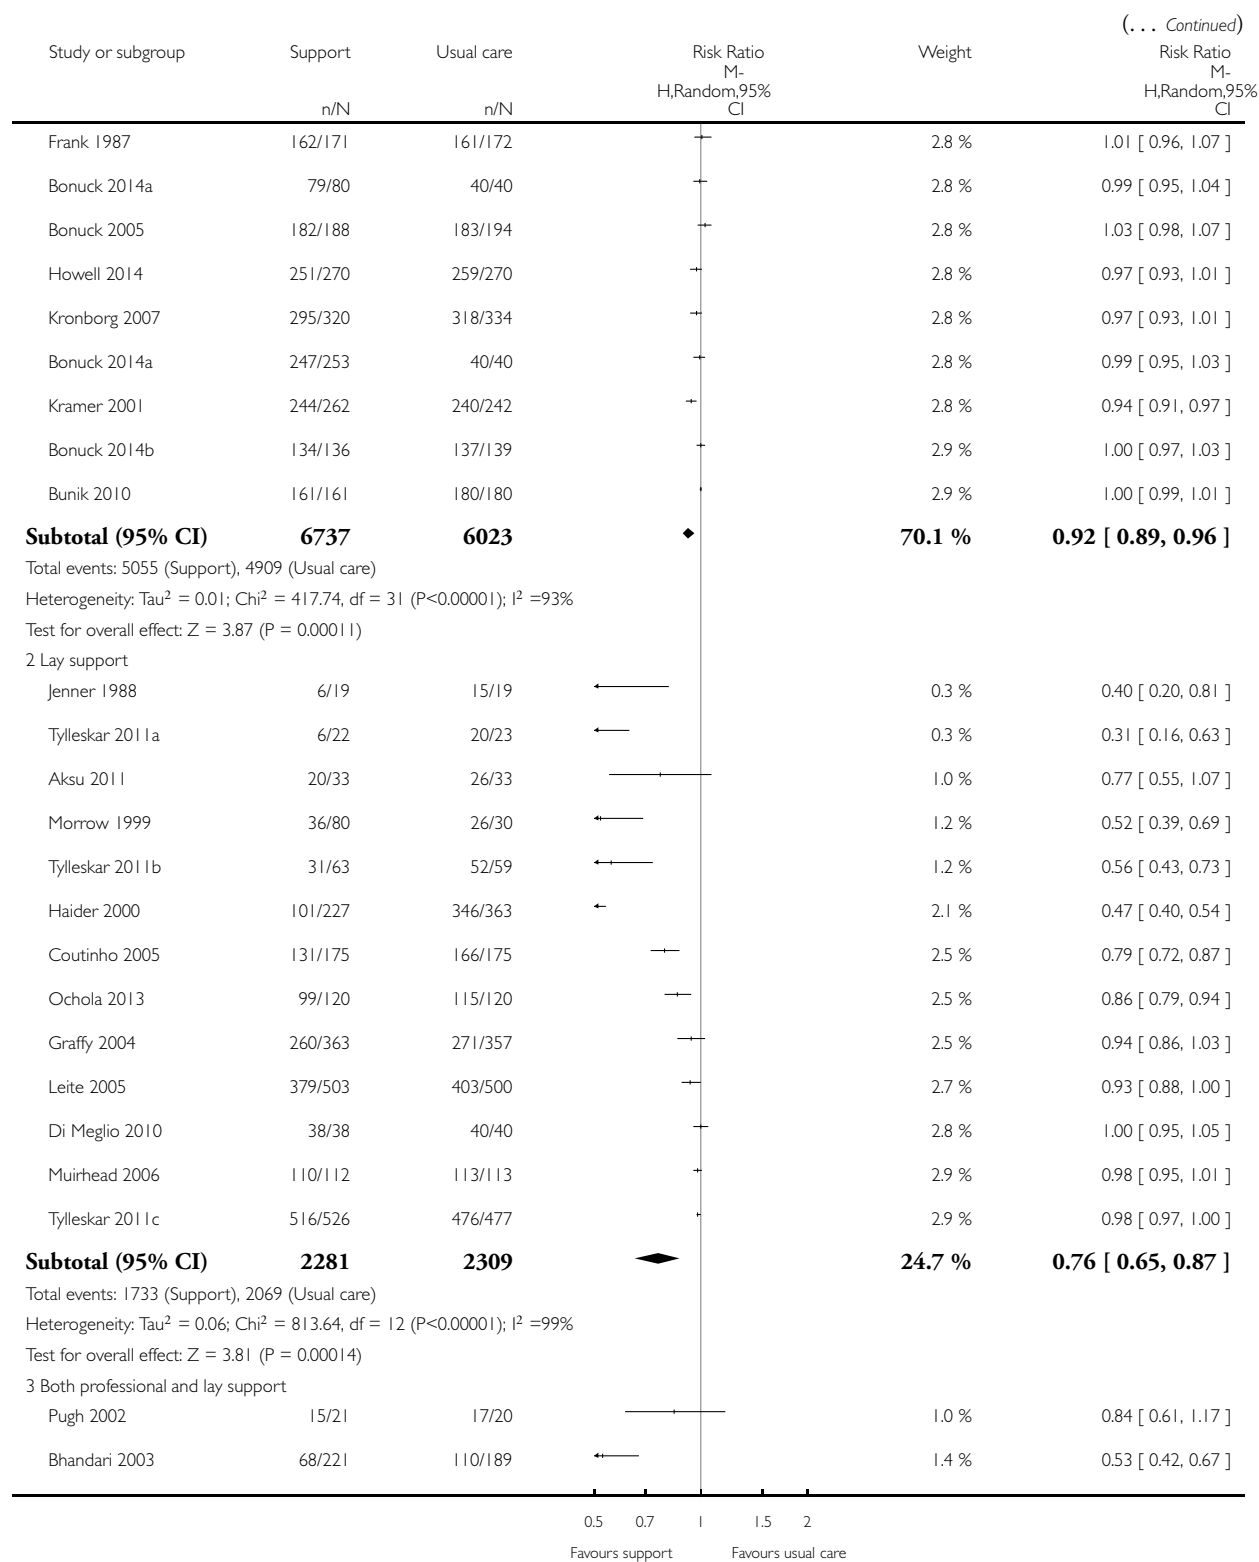 (... Continued)
Study or subgroup Support Usual care Risk Ratio Weight Risk Ratio
M- M-
H,Random,95% H,Random,95%
n/N n/N CI CI
Frank 1987 162/171 161/172 2.8 % 1.01 [ 0.96, 1.07 ]
Bonuck 2014a 79/80 40/40 2.8 % 0.99 [ 0.95, 1.04 ]
Bonuck 2005 182/188 183/194 2.8 % 1.03 [ 0.98, 1.07 ]
Howell 2014 251/270 259/270 2.8 % 0.97 [ 0.93, 1.01 ]
Kronborg 2007 295/320 318/334 2.8 % 0.97 [ 0.93, 1.01 ]
Bonuck 2014a 247/253 40/40 2.8 % 0.99 [ 0.95, 1.03 ]
Kramer 2001 244/262 240/242 2.8 % 0.94 [ 0.91, 0.97 ]
Bonuck 2014b 134/136 137/139 2.9 % 1.00 [ 0.97, 1.03 ]
Bunik 2010 161/161 180/180 2.9 % 1.00 [ 0.99, 1.01 ]
Subtotal (95% CI) 6737 6023 70.1 % 0.92 [ 0.89, 0.96 ]
Total events: 5055 (Support), 4909 (Usual care)
Heterogeneity: Tau² = 0.01; Chi² = 417.74, df = 31 (P<0.00001); I² =93%
Test for overall effect: Z = 3.87 (P = 0.00011)
2 Lay support
Jenner 1988 6/19 15/19 0.3 % 0.40 [ 0.20, 0.81 ]
Tylleskar 2011a 6/22 20/23 0.3 % 0.31 [ 0.16, 0.63 ]
Aksu 2011 20/33 26/33 1.0 % 0.77 [ 0.55, 1.07 ]
Morrow 1999 36/80 26/30 1.2 % 0.52 [ 0.39, 0.69 ]
Tylleskar 2011b 31/63 52/59 1.2 % 0.56 [ 0.43, 0.73 ]
Haider 2000 101/227 346/363 2.1 % 0.47 [ 0.40, 0.54 ]
Coutinho 2005 131/175 166/175 2.5 % 0.79 [ 0.72, 0.87 ]
Ochola 2013 99/120 115/120 2.5 % 0.86 [ 0.79, 0.94 ]
Graffy 2004 260/363 271/357 2.5 % 0.94 [ 0.86, 1.03 ]
Leite 2005 379/503 403/500 2.7 % 0.93 [ 0.88, 1.00 ]
Di Meglio 2010 38/38 40/40 2.8 % 1.00 [ 0.95, 1.05 ]
Muirhead 2006 110/112 113/113 2.9 % 0.98 [ 0.95, 1.01 ]
Tylleskar 2011c 516/526 476/477 2.9 % 0.98 [ 0.97, 1.00 ]
Subtotal (95% CI) 2281 2309 24.7 % 0.76 [ 0.65, 0.87 ]
Total events: 1733 (Support), 2069 (Usual care)
Heterogeneity: Tau² = 0.06; Chi² = 813.64, df = 12 (P<0.00001); I² =99%
Test for overall effect: Z = 3.81 (P = 0.00014)
3 Both professional and lay support
Pugh 2002 15/21 17/20 1.0 % 0.84 [ 0.61, 1.17 ]
Bhandari 2003 68/221 110/189 1.4 % 0.53 [ 0.42, 0.67 ]
0.5 0.7 1 1.5 2
Favours support Favours usual care